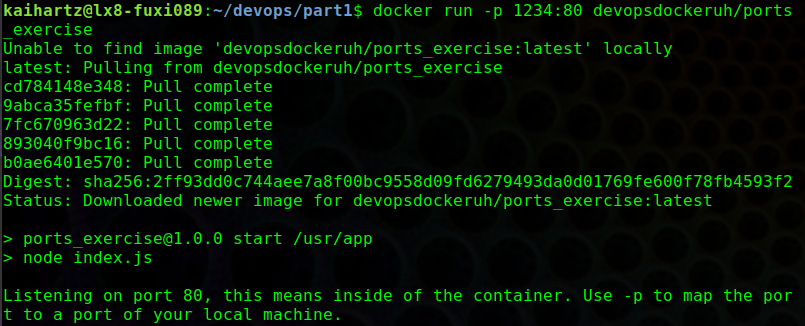 kaihartz@lx8-fuxi089:~/devops/part1$ docker run -p 1234:80 devopsdockeruh/ports
_exercise
Unable to find image 'devopsdockeruh/ports_exercise:latest' locally
latest: Pulling from devopsdockeruh/ports_exercise
cd784148e348: Pull complete
9abca35fefbf: Pull complete
7fc670963d22: Pull complete
893040f9bc16: Pull complete
b0ae6401e570: Pull complete
Digest: sha256:2ff93dd0c744aee7a8f00bc9558d09fd6279493da0d01769fe600f78fb4593f2
Status: Downloaded newer image for devopsdockeruh/ports_exercise:latest
> ports_exercise@1.0.0 start /usr/app
> node index.js
Listening on port 80, this means inside of the container. Use -p to map the por
t to a port of your local machine.